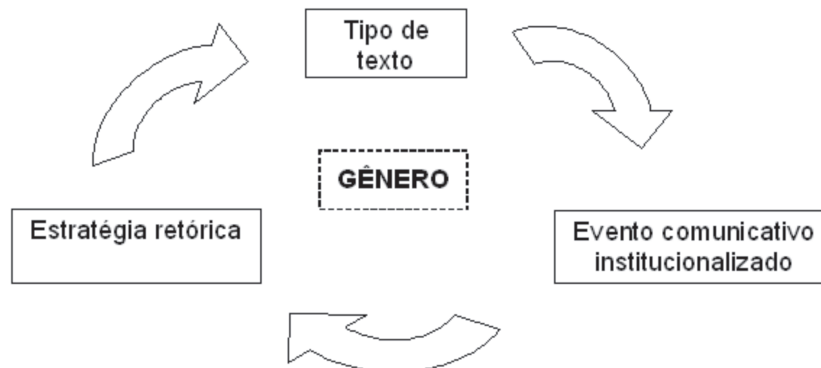 Tipo de
texto
GÊNERO
Estratégia retórica
Evento comunicativo
institucionalizado